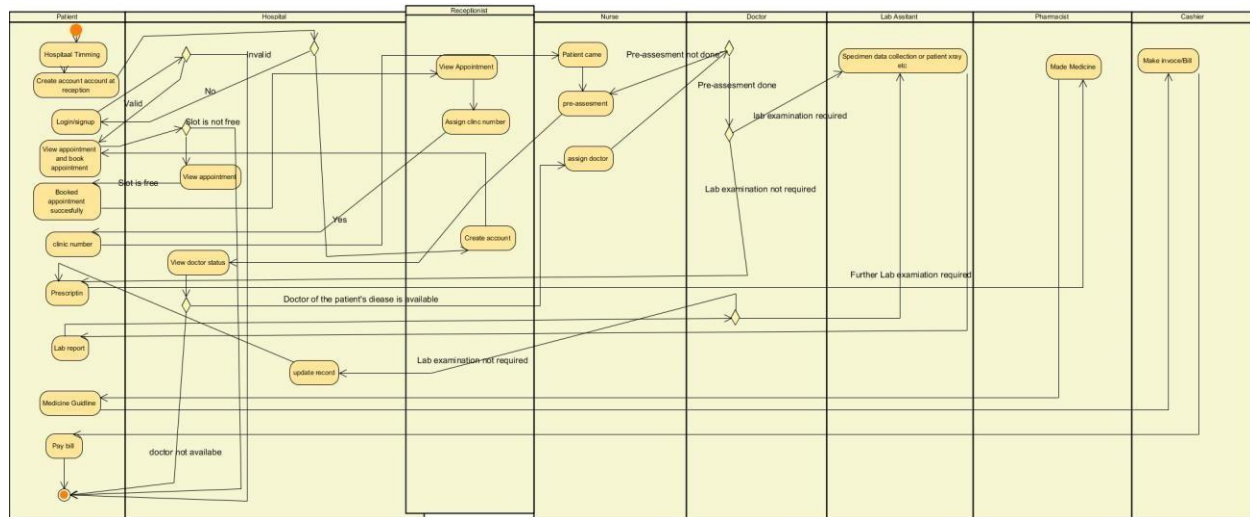 Patient
Hospital
Receptionist
Nurse
Doctor
Lab Assitant
Pharmacist
Cashier
Hospitaal Timming
Create account account at
reception
Login/signup
View appointment
and book
appointment
Booked
appointment
succesfully
clinic number
Prescriptin
Lab report
Medicine Guidline
Pay bill
Invalid
Valid
No
Slot is not free
View appointment
Slot is free
Yes
View doctor status
Doctor of the patient's diease is available
update record
doctor not availabe
View Appointment
Assign clinc number
Create account
Lab examination not required
Patient came
pre-assesment
assign doctor
Pre-assesment not done
Pre-assesment done
lab examination required
Lab examination not required
Further Lab examiation required
Specimen data collection or patient xray
etc
Made Medicine
Make invoce/Bill